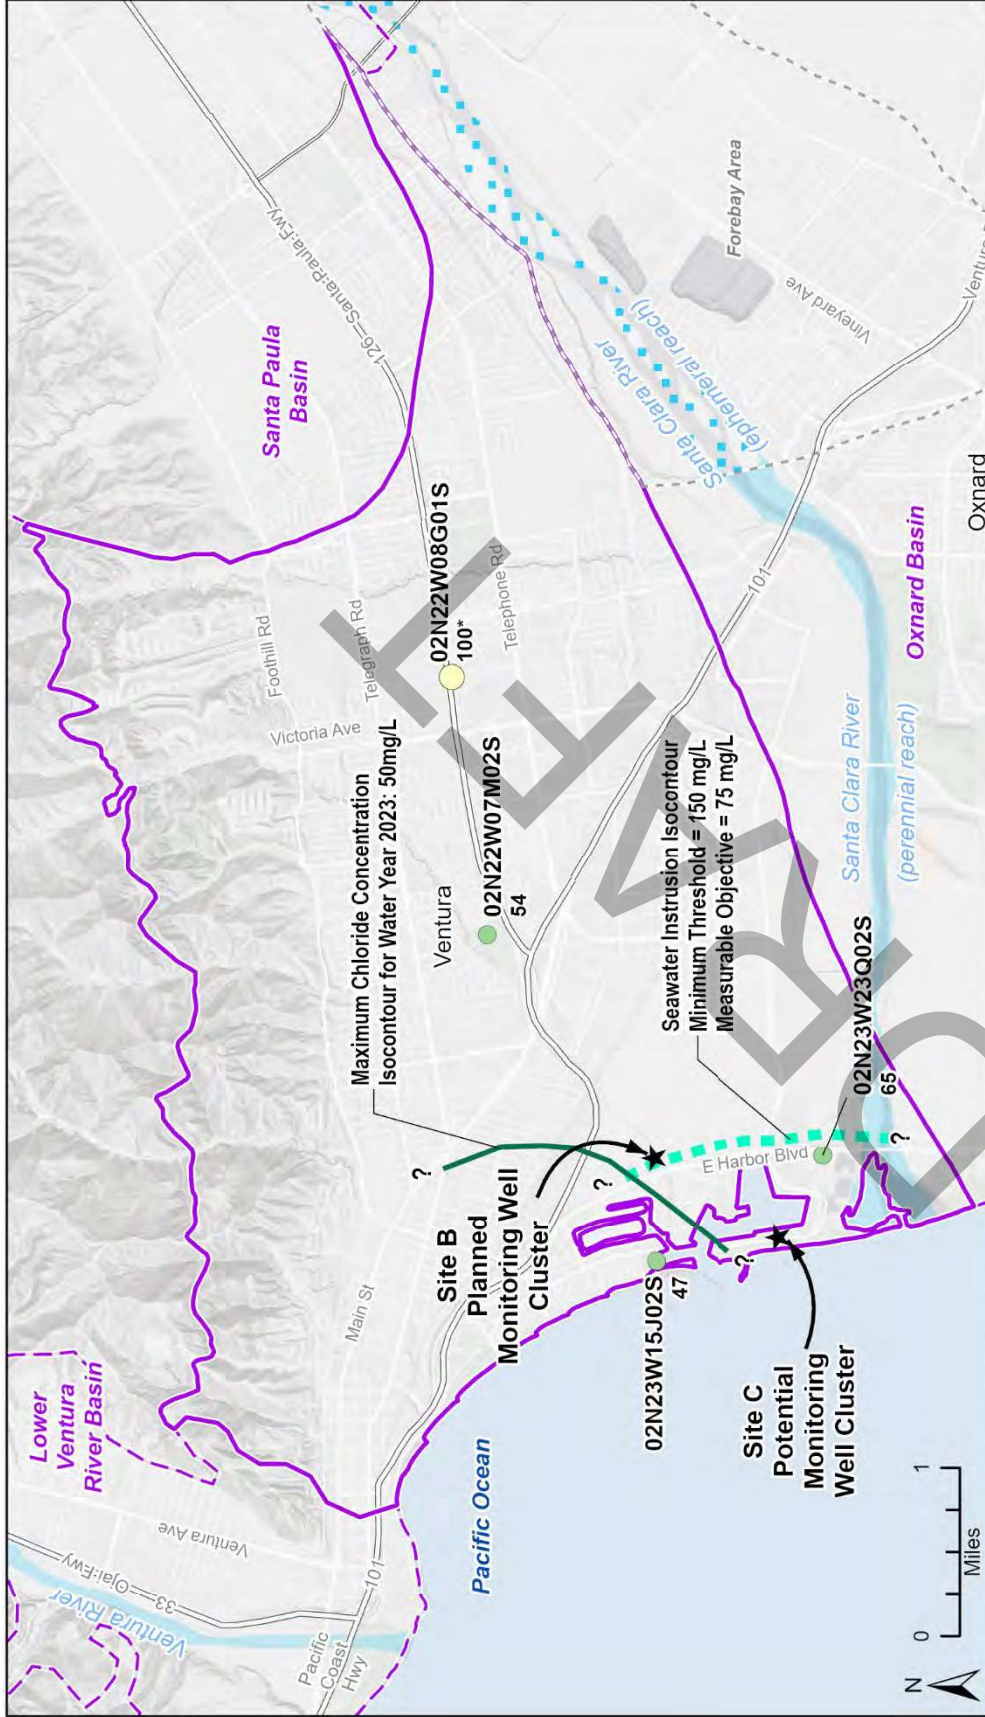 Lower
Ventura
River Basin
Santa Paula
Basin
126-Santa-Paula-Fwy
Ventura Ave
33
Ojai-Fwy
Ventura River
Pacific
Coast
Hwy
101
Main St
Foothill Rd
Telegraph Rd
Victoria Ave
Telephone Rd
Maximum Chloride Concentration
Isocontour for Water Year 2023: 50mg/L
02N22W08G01S
100*
02N22W07M02S
54
Ventura
?
Site B
Planned
Monitoring Well
Cluster
?
Pacific Ocean
Seawater Instrusion Isocontour
Minimum Threshold = 150 mg/L
Measurable Objective = 75 mg/L
E Harbor Blvd
02N23W15J02S
47
?
02N23W23Q02S
65
?
Site C
Potential
Monitoring
Well Cluster
Santa Clara River
(perennial reach)
Santa Clara River
(ephemeral reach)
Forebay Area
Vineyard Ave
101
Oxnard Basin
Oxnard
DRAFT
N
0
1
Miles